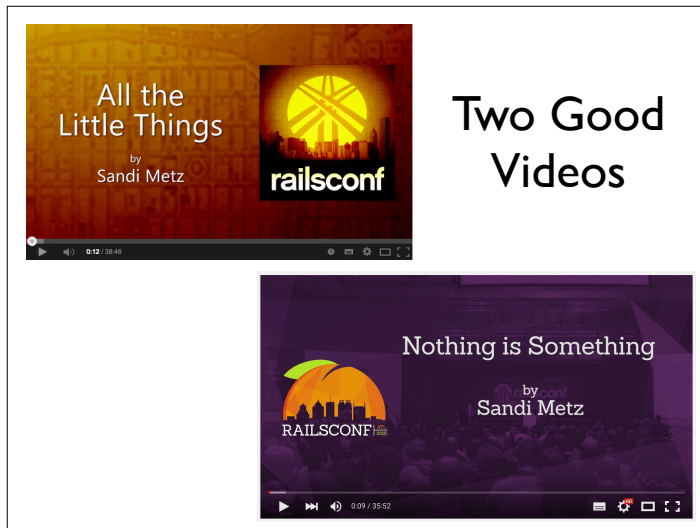 All the
Little Things
by
Sandi Metz
railsconf
0:12 / 38:46
Two Good
Videos
Nothing is Something
by
Sandi Metz
RAILSCONF
0:09 / 35:52